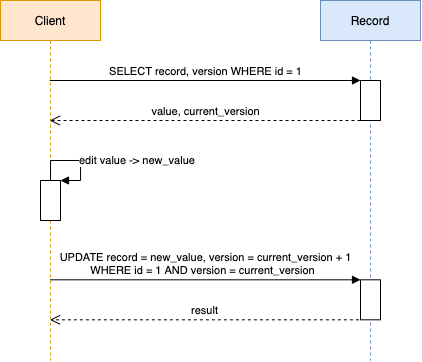 Client
Record
SELECT record, version WHERE id = 1
value, current_version
edit value -> new_value
UPDATE record = new_value, version = current_version + 1
WHERE id = 1 AND version = current_version
result